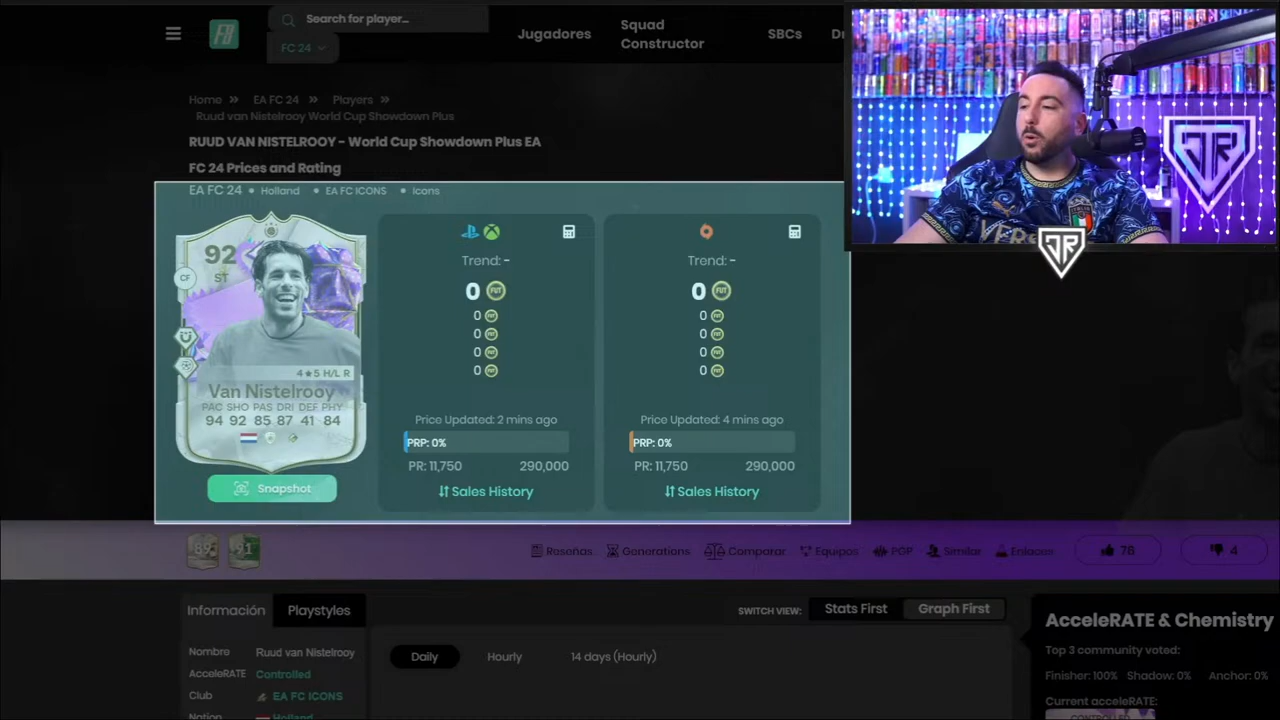 Search for player...
FC 24
Jugadores
Squad
Constructor
SBCs
Home » EA FC 24 » Players »
Ruud van Nistelrooy World Cup Showdown Plus
RUUD VAN NISTELROOY - World Cup Showdown Plus EA
FC 24 Prices and Rating
EA FC 24 • Holland • EA FC ICONS • Icons
92
ST
CF
4★5 H/L R
Van Nistelrooy
PAC SHO PAS DRI DEF PHY
94 92 85 87 41 84
Snapshot
Trend: -
0
0
0
0
0
Price Updated: 2 mins ago
PRP: 0%
PR: 11,750 290,000
Sales History
Trend: -
0
0
0
0
0
Price Updated: 4 mins ago
PRP: 0%
PR: 11,750 290,000
Sales History
JR
JR
89 91
Reseñas Generations Comparar Equipos PGP Similar Enlaces 78 4
Información Playstyles
SWITCH VIEW: Stats First Graph First
Nombre Ruud van Nistelrooy
AcceleRATE Controlled
Club EA FC ICONS
Nation Holland
Daily Hourly 14 days (Hourly)
AcceleRATE & Chemistry
Top 3 community voted:
Finisher: 100% Shadow: 0% Anchor: 0%
Current acceleRATE: